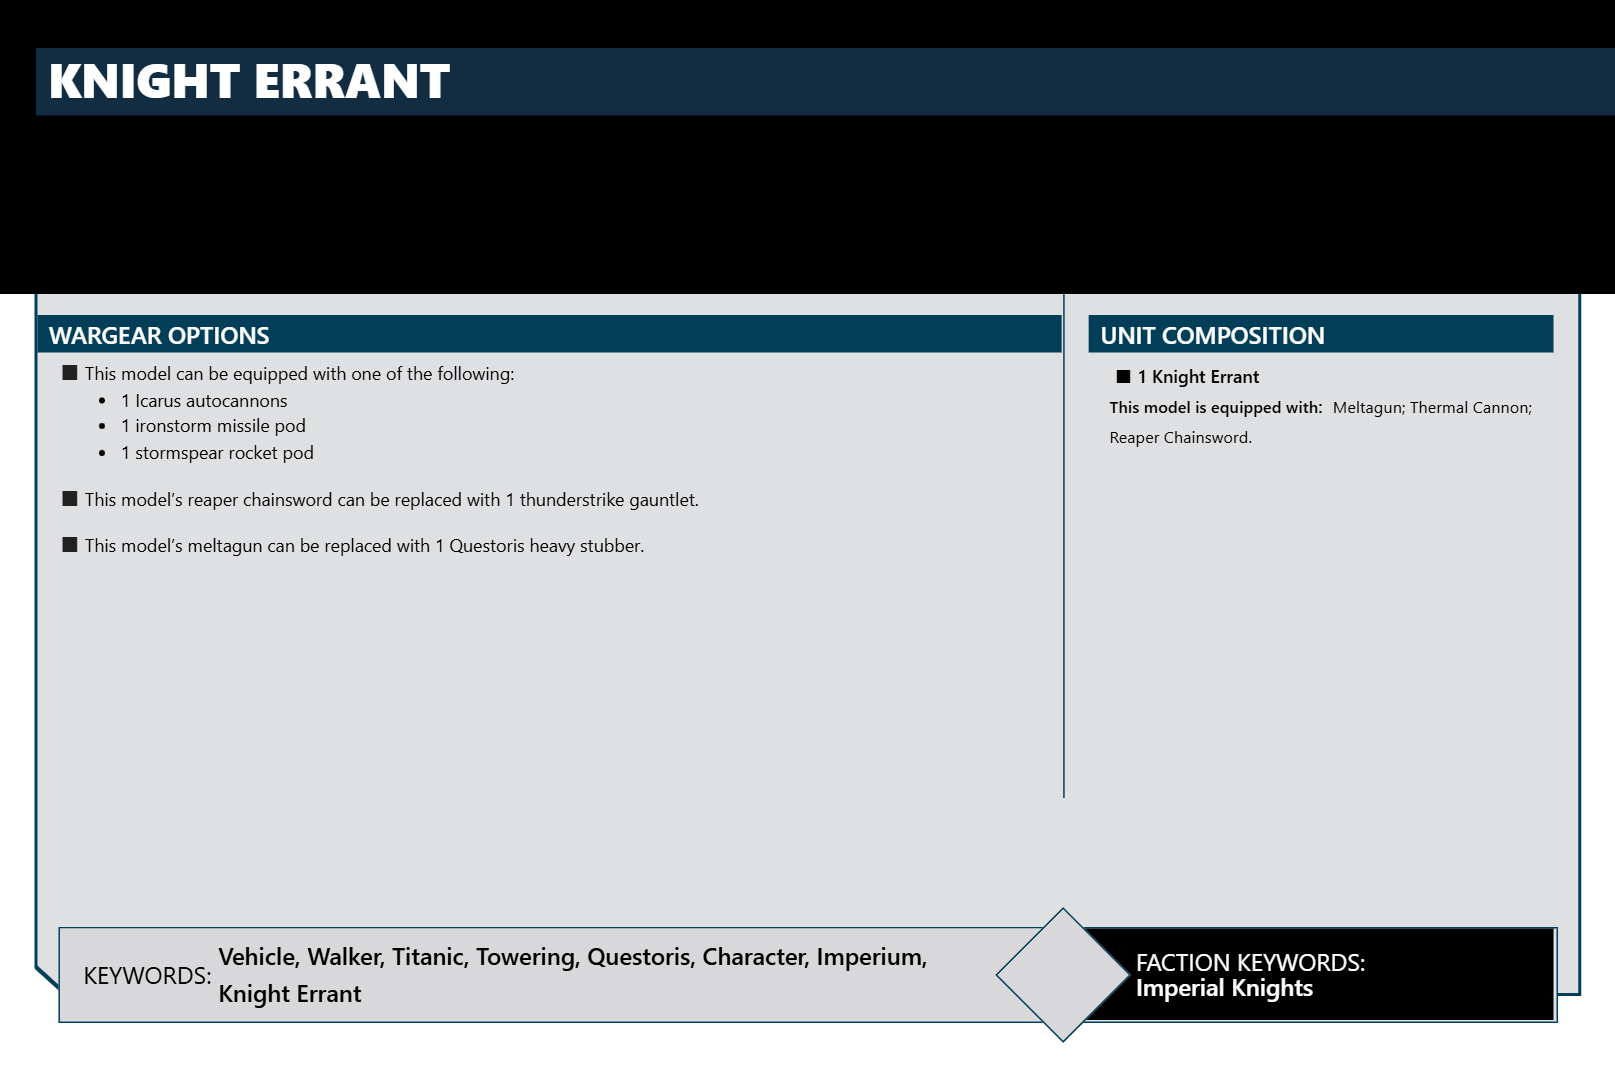 KNIGHT ERRANT
WARGEAR OPTIONS
■ This model can be equipped with one of the following:
• 1 Icarus autocannons
• 1 ironstorm missile pod
• 1 stormspear rocket pod
■ This model’s reaper chainsword can be replaced with 1 thunderstrike gauntlet.
■ This model’s meltagun can be replaced with 1 Questoris heavy stubber.
UNIT COMPOSITION
■ 1 Knight Errant
This model is equipped with: Meltagun; Thermal Cannon;
Reaper Chainsword.
KEYWORDS:
Vehicle, Walker, Titanic, Towering, Questoris, Character, Imperium,
Knight Errant
FACTION KEYWORDS:
Imperial Knights